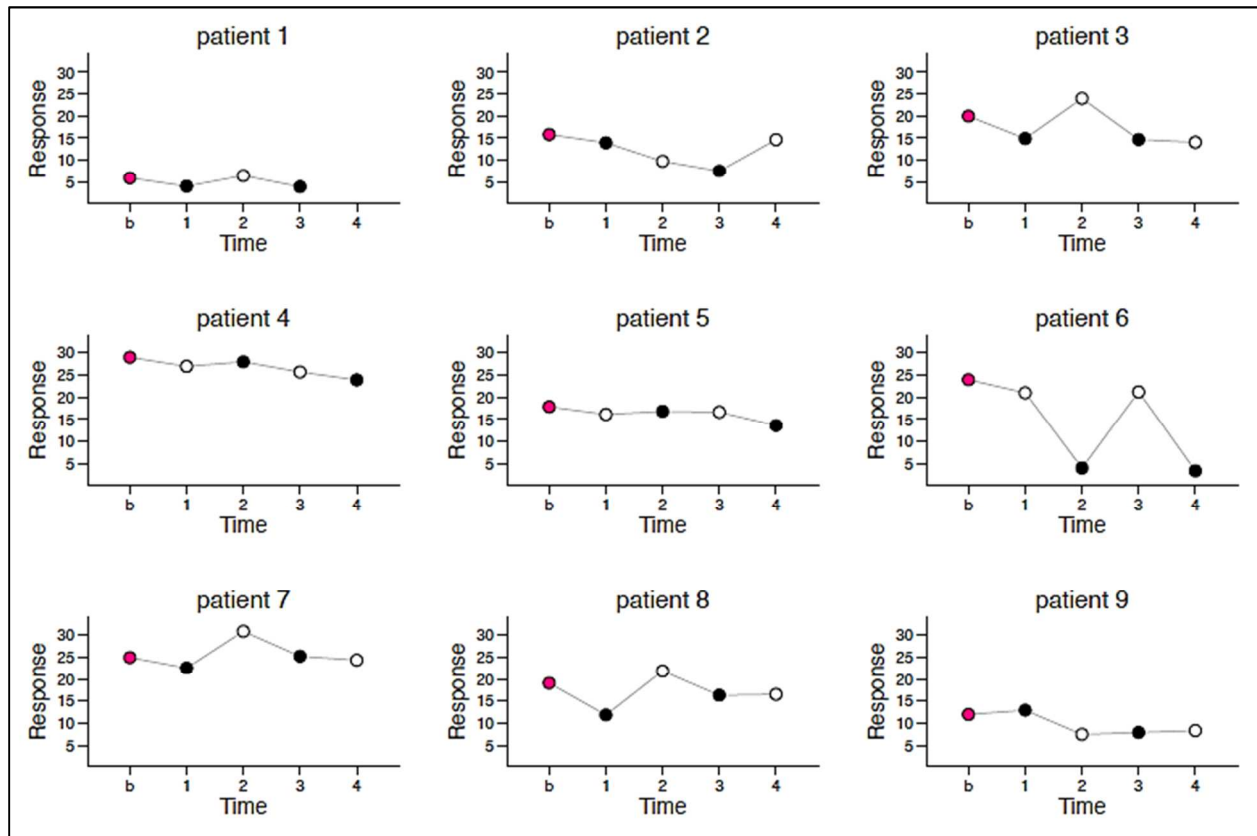 patient 1
Response
30
25
20
15
10
5
b 1 2 3 4
Time
patient 2
Response
30
25
20
15
10
5
b 1 2 3 4
Time
patient 3
Response
30
25
20
15
10
5
b 1 2 3 4
Time
patient 4
Response
30
25
20
15
10
5
b 1 2 3 4
Time
patient 5
Response
30
25
20
15
10
5
b 1 2 3 4
Time
patient 6
Response
30
25
20
15
10
5
b 1 2 3 4
Time
patient 7
Response
30
25
20
15
10
5
b 1 2 3 4
Time
patient 8
Response
30
25
20
15
10
5
b 1 2 3 4
Time
patient 9
Response
30
25
20
15
10
5
b 1 2 3 4
Time